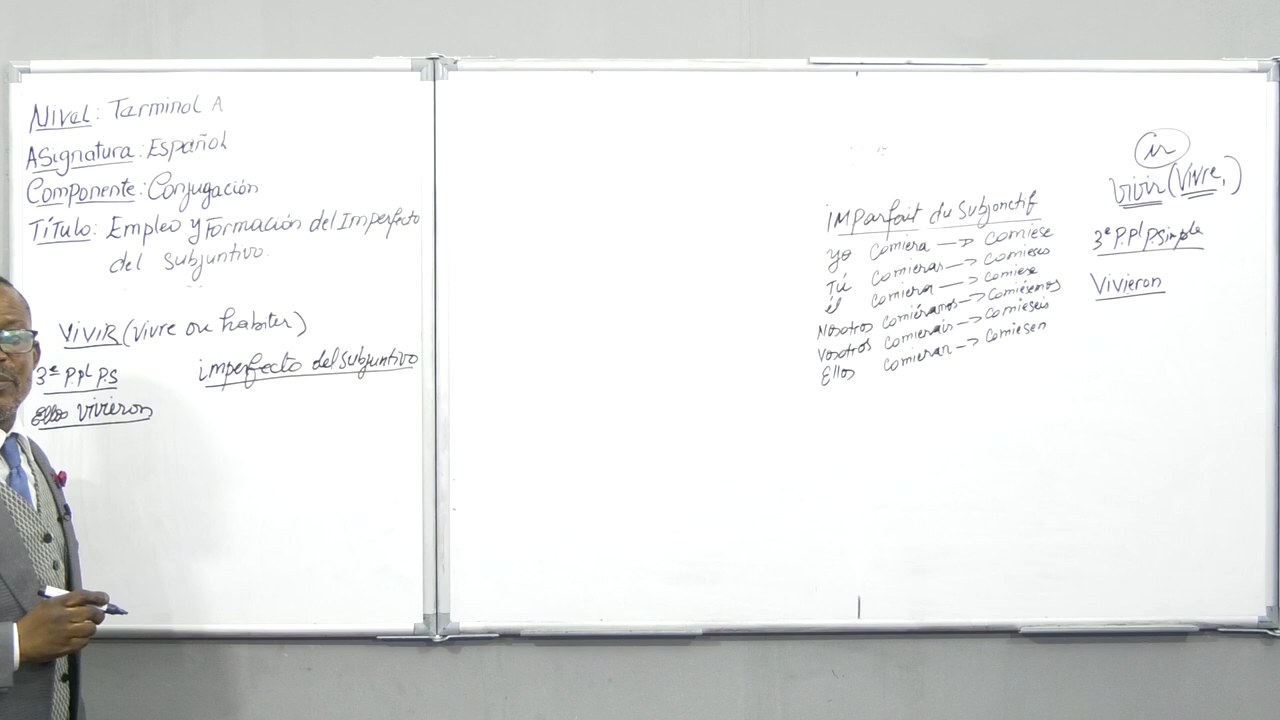 Nivel: Terminal A
Asignatura: Español
Componente: Conjugación
Título: Empleo y Formación del Imperfecto
del subjuntivo.
VIVIR (vivre ou habiter)
3e P.Pl P.S
imperfecto del subjuntivo
vivieron
Imparfait du Subjonctif
yo comiera → comiese
Tú comieras → comieses
él comiera → comiese
Nosotros comiéramos → comiésemos
Vosotros comierais → comieseis
Ellos comieran → comiesen
ir
vivir (vivre,)
3e P.Pl P.Simple
Vivieron